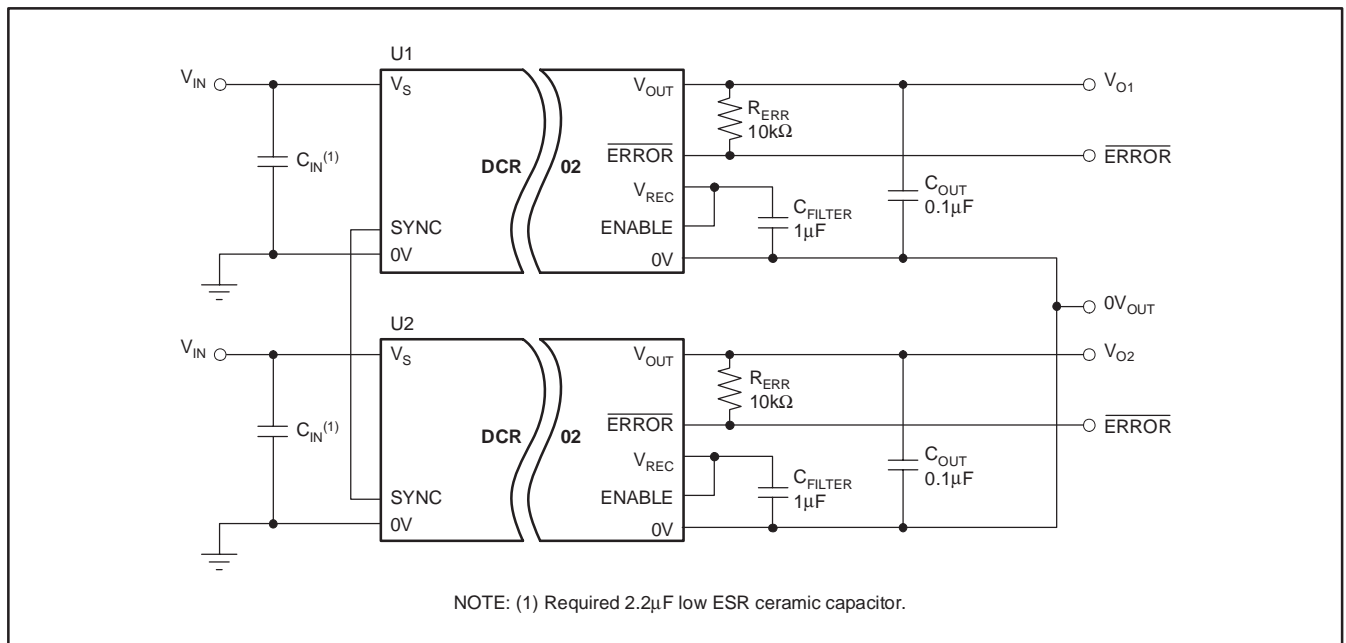 U1
V_IN
V_S
V_OUT
V_O1
R_ERR
10kΩ
ERROR
ERROR
C_IN(1)
DCR
02
V_REC
C_FILTER
1μF
C_OUT
0.1μF
SYNC
ENABLE
0V
0V
0V_OUT
U2
V_IN
V_S
V_OUT
V_O2
R_ERR
10kΩ
ERROR
ERROR
C_IN(1)
DCR
02
V_REC
C_FILTER
1μF
C_OUT
0.1μF
SYNC
ENABLE
0V
0V
NOTE: (1) Required 2.2μF low ESR ceramic capacitor.